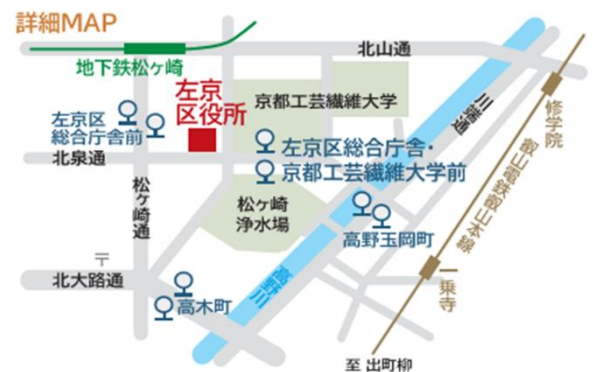 詳細MAP
北山通
地下鉄松ヶ崎
左京
区役所
京都工芸繊維大学
川端通
修学院
左京区
総合庁舎前
左京区総合庁舎・
京都工芸繊維大学前
北泉通
叡山電鉄叡山本線
松ヶ崎通
松ヶ崎
浄水場
高野玉岡町
〒
北大路通
高野川
一乗寺
高木町
至 出町柳